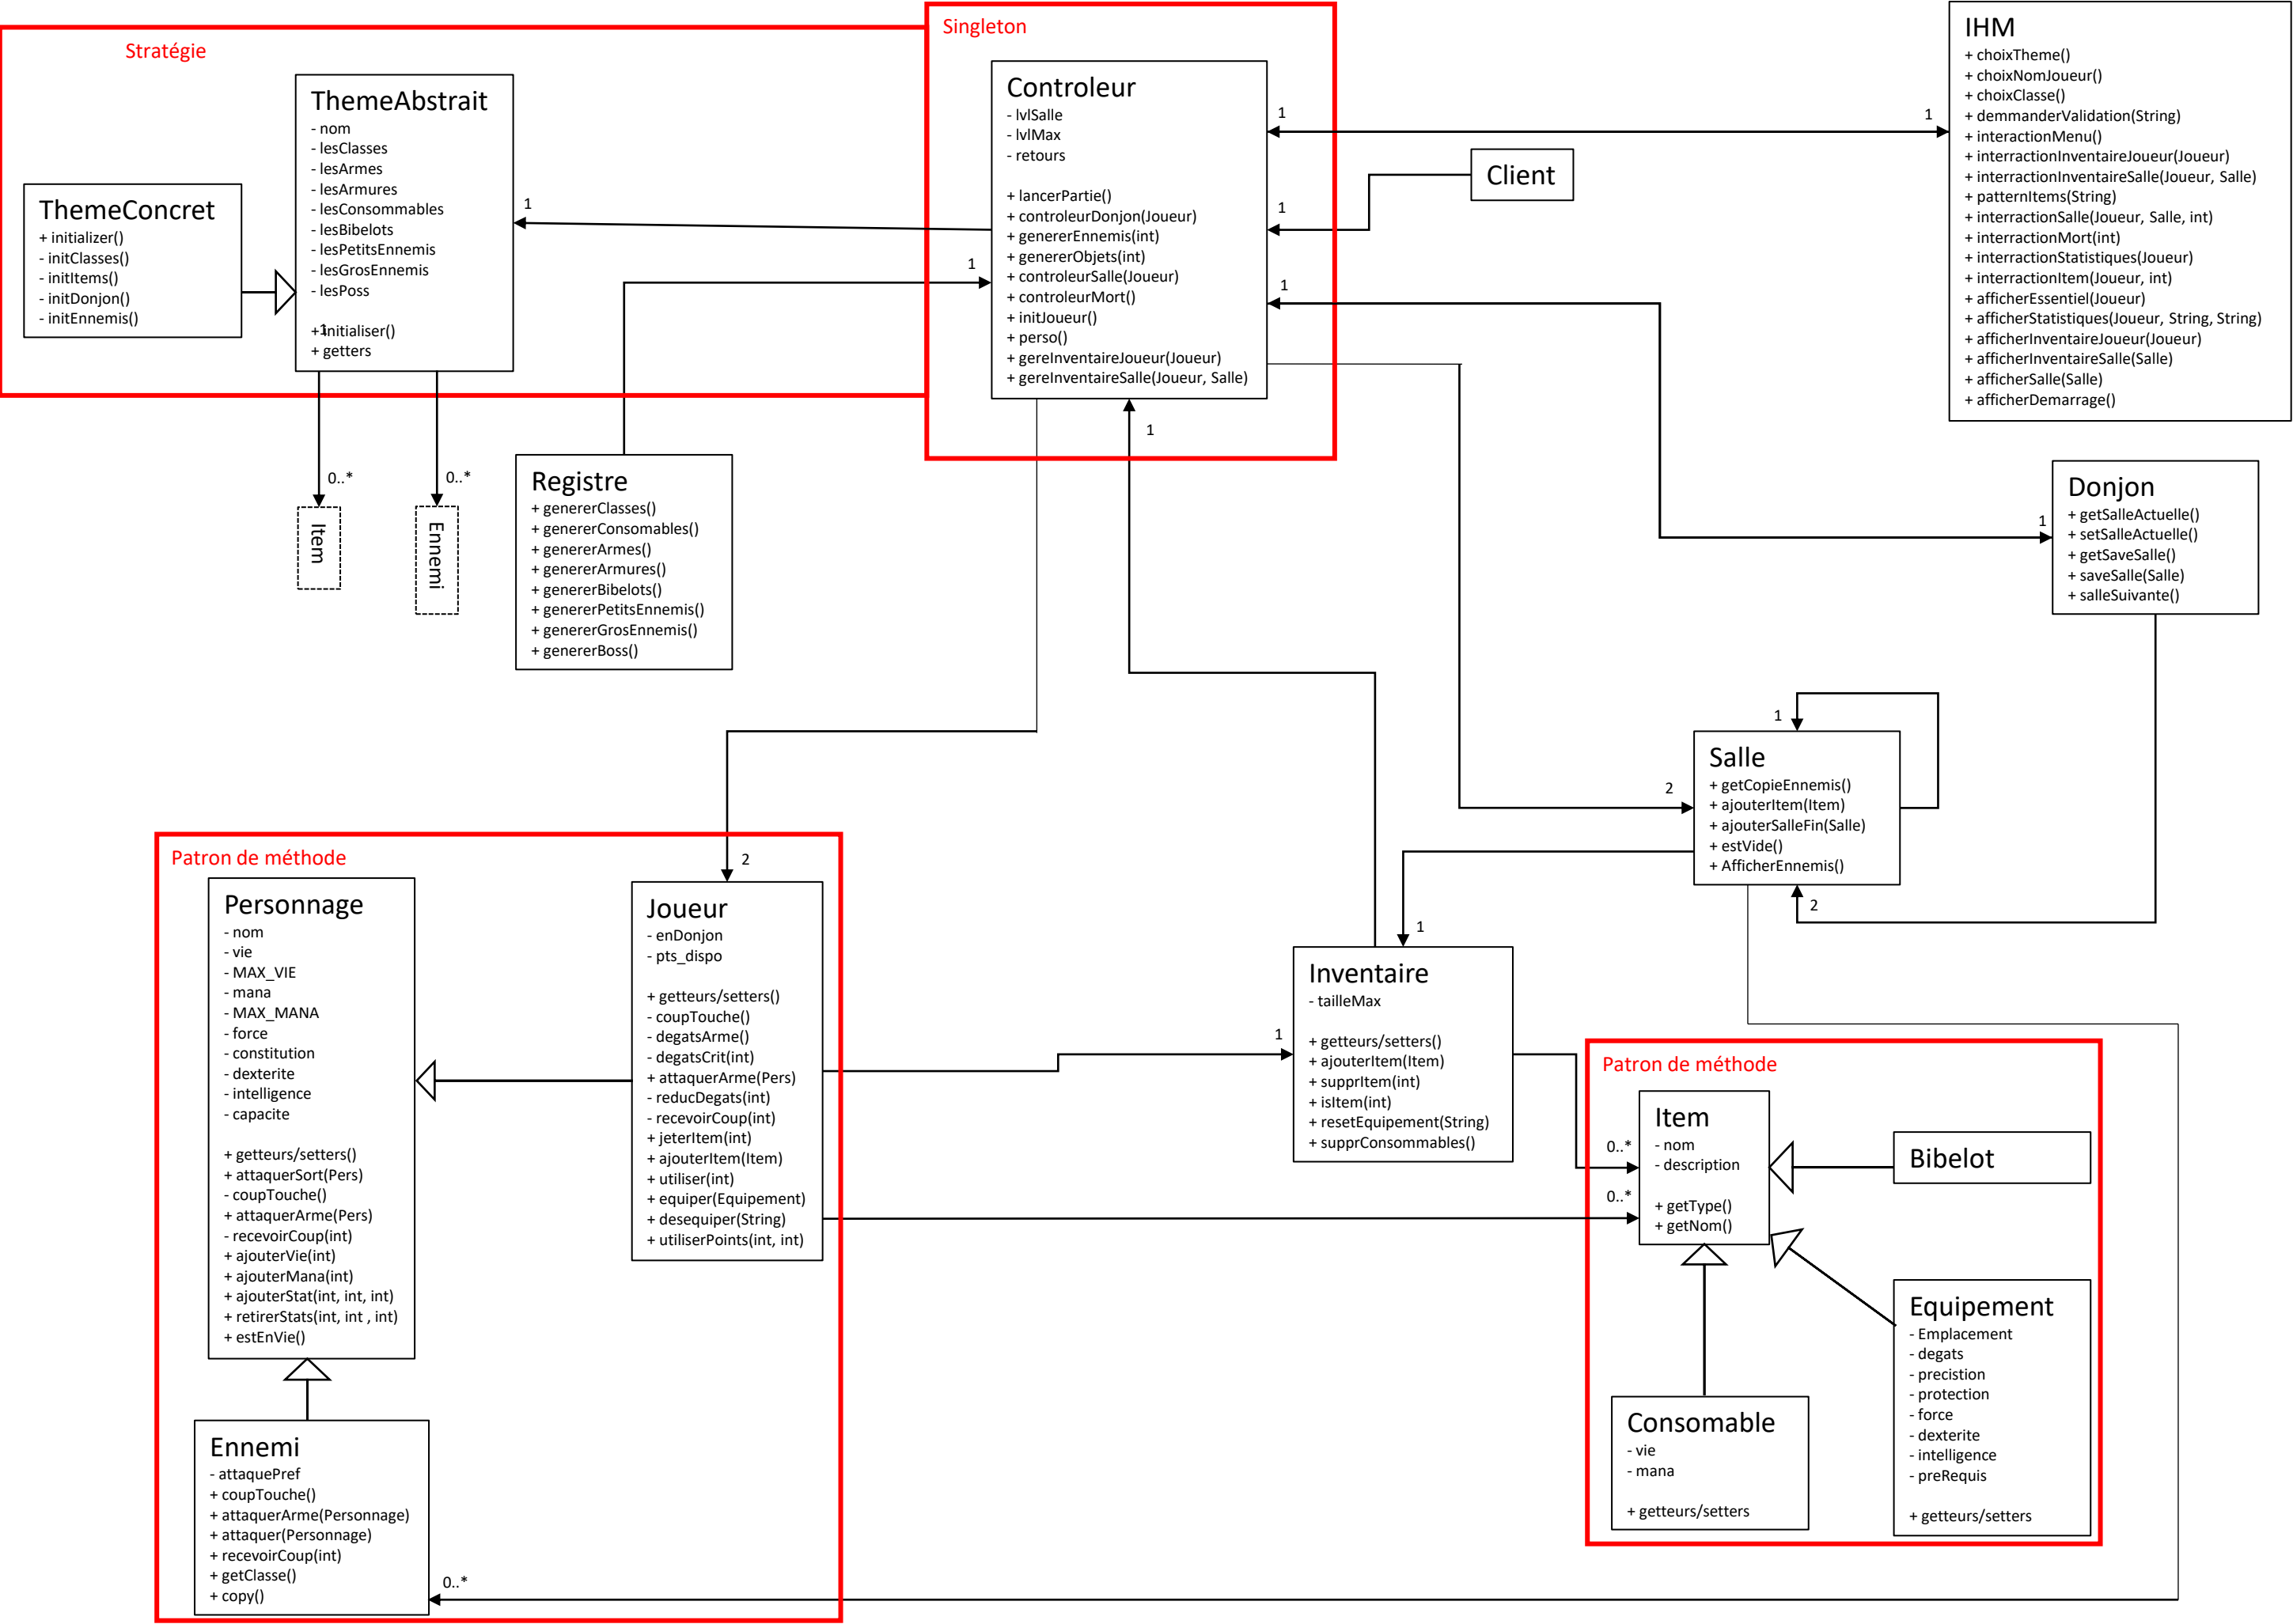 Stratégie
ThemeConcret
+ initializer()
- initClasses()
- initItems()
- initDonjon()
- initEnnemis()
ThemeAbstrait
- nom
- lesClasses
- lesArmes
- lesArmures
- lesConsommables
- lesBibelots
- lesPetitsEnnemis
- lesGrosEnnemis
- lesPoss
+ initialiser()
1
+ getters
0..*
0..*
Item
Ennemi
Singleton
Controleur
- lvlSalle
- lvlMax
- retours
+ lancerPartie()
+ controleurDonjon(Joueur)
+ genererEnnemis(int)
+ genererObjets(int)
+ controleurSalle(Joueur)
+ controleurMort()
+ initJoueur()
+ perso()
+ gereInventaireJoueur(Joueur)
+ gereInventaireSalle(Joueur, Salle)
1
1
1
1
1
1
1
Client
IHM
+ choixTheme()
+ choixNomJoueur()
+ choixClasse()
+ demmanderValidation(String)
+ interactionMenu()
+ interractionInventaireJoueur(Joueur)
+ interractionInventaireSalle(Joueur, Salle)
+ patternItems(String)
+ interractionSalle(Joueur, Salle, int)
+ interractionMort(int)
+ interractionStatistiques(Joueur)
+ interractionItem(Joueur, int)
+ afficherEssentiel(Joueur)
+ afficherStatistiques(Joueur, String, String)
+ afficherInventaireJoueur(Joueur)
+ afficherInventaireSalle(Salle)
+ afficherSalle(Salle)
+ afficherDemarrage()
Registre
+ genererClasses()
+ genererConsomables()
+ genererArmes()
+ genererArmures()
+ genererBibelots()
+ genererPetitsEnnemis()
+ genererGrosEnnemis()
+ genererBoss()
1
Donjon
+ getSalleActuelle()
+ setSalleActuelle()
+ getSaveSalle()
+ saveSalle(Salle)
+ salleSuivante()
1
2
Salle
+ getCopieEnnemis()
+ ajouterItem(Item)
+ ajouterSalleFin(Salle)
+ estVide()
+ AfficherEnnemis()
2
Patron de méthode
2
Personnage
- nom
- vie
- MAX_VIE
- mana
- MAX_MANA
- force
- constitution
- dexterite
- intelligence
- capacite
+ getteurs/setters()
+ attaquerSort(Pers)
- coupTouche()
+ attaquerArme(Pers)
- recevoirCoup(int)
+ ajouterVie(int)
+ ajouterMana(int)
+ ajouterStat(int, int, int)
+ retirerStats(int, int , int)
+ estEnVie()
Joueur
- enDonjon
- pts_dispo
+ getteurs/setters()
- coupTouche()
- degatsArme()
- degatsCrit(int)
+ attaquerArme(Pers)
- reducDegats(int)
- recevoirCoup(int)
+ jeterItem(int)
+ ajouterItem(Item)
+ utiliser(int)
+ equiper(Equipement)
+ desequiper(String)
+ utiliserPoints(int, int)
1
1
Inventaire
- tailleMax
+ getteurs/setters()
+ ajouterItem(Item)
+ supprItem(int)
+ isItem(int)
+ resetEquipement(String)
+ supprConsommables()
Patron de méthode
0..*
0..*
Item
- nom
- description
+ getType()
+ getNom()
Bibelot
Equipement
- Emplacement
- degats
- precistion
- protection
- force
- dexterite
- intelligence
- preRequis
+ getteurs/setters
Consomable
- vie
- mana
+ getteurs/setters
Ennemi
- attaquePref
+ coupTouche()
+ attaquerArme(Personnage)
+ attaquer(Personnage)
+ recevoirCoup(int)
+ getClasse()
+ copy()
0..*